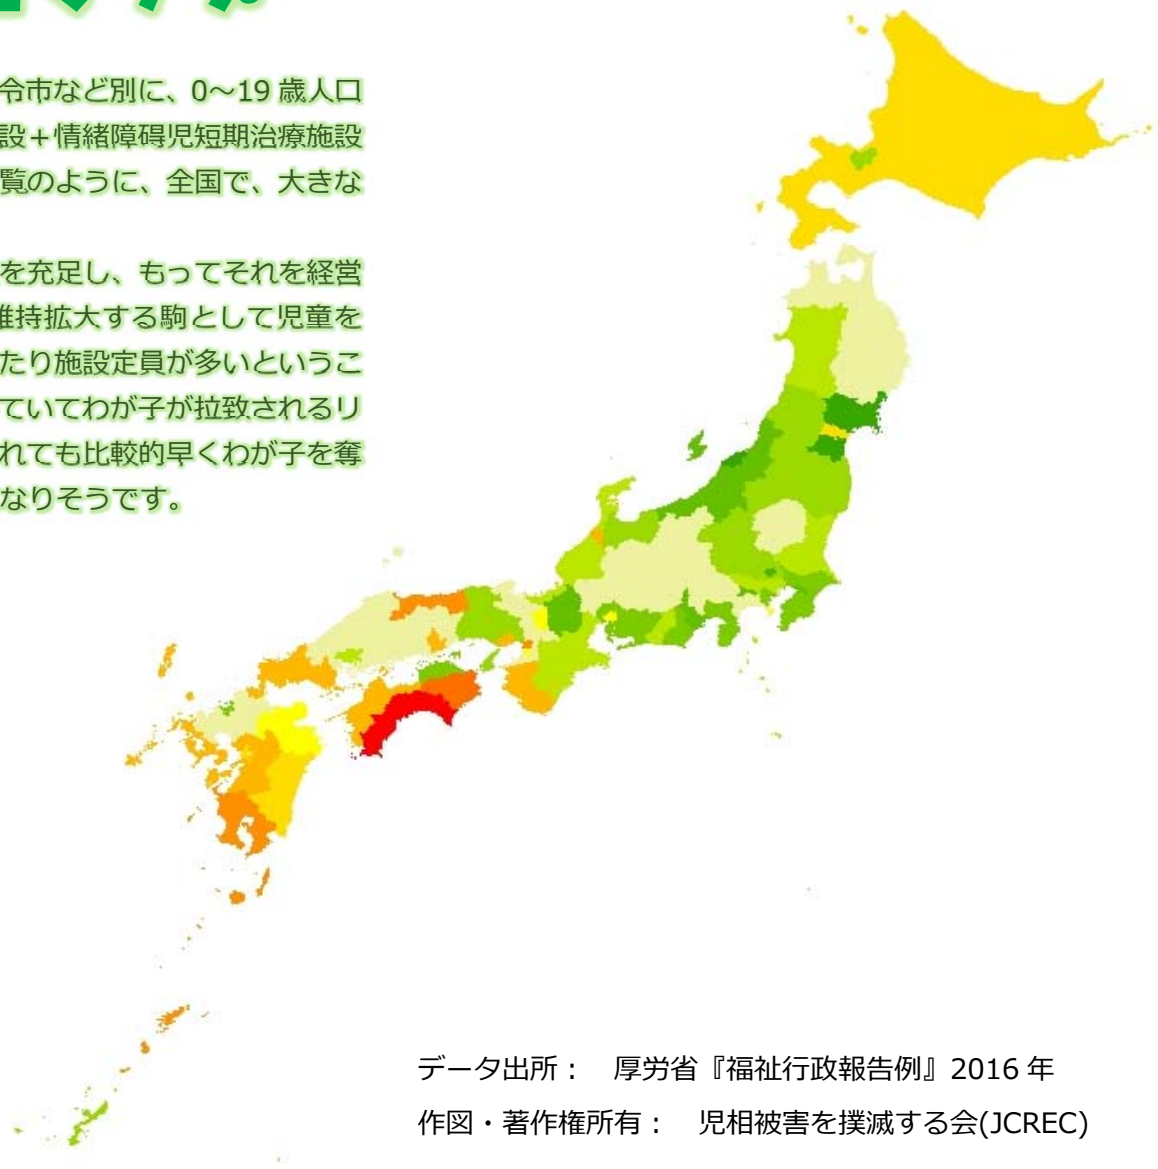 令市など別に、0～19 歳人口
設＋情緒障碍児短期治療施設
覧のように、全国で、大きな
を充足し、もってそれを経営
維持拡大する駒として児童を
たり施設定員が多いというこ
ていてわが子が拉致されるリ
れても比較的早くわが子を奪
なりそうです。
データ出所： 厚労省『福祉行政報告例』2016 年
作図・著作権所有： 児相被害を撲滅する会(JCREC)